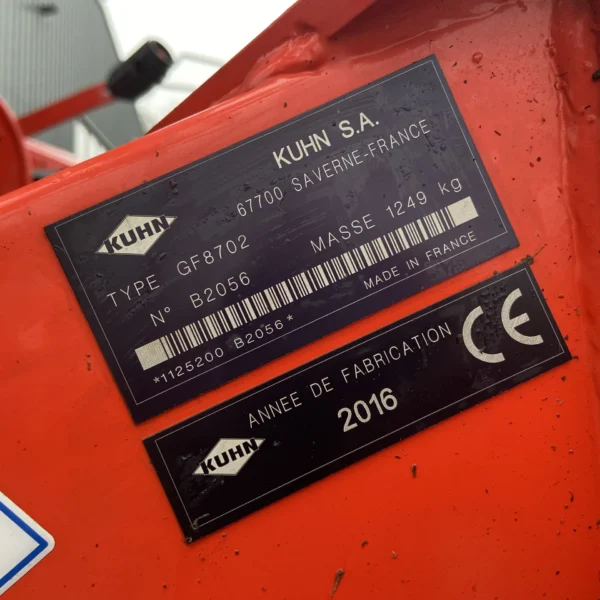 KUHN S.A.
67700 SAVERNE-FRANCE
KUHN
TYPE GF8702
MASSE 1249 kg
N° B2056
*1125200 B2056*
MADE IN FRANCE
ANNEE DE FABRICATION
2016
CE
KUHN